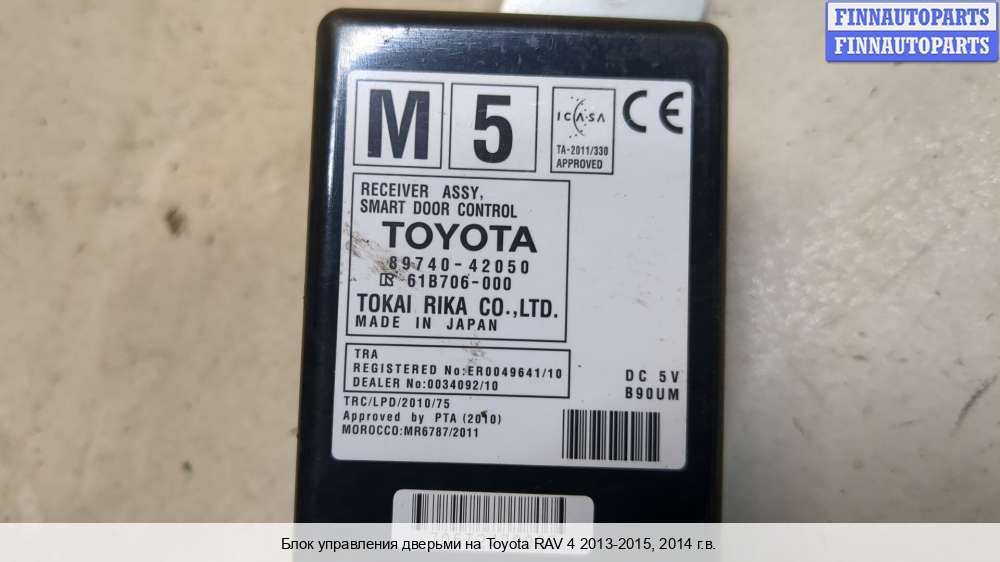 FINNAUTOPARTS
FINNAUTOPARTS
M 5
ICASA
TA-2011/330
APPROVED
CE
RECEIVER ASSY,
SMART DOOR CONTROL
TOYOTA
89740-42050
61B706-000
TOKAI RIKA CO.,LTD.
MADE IN JAPAN
TRA
REGISTERED No:ER0049641/10
DEALER No:0034092/10
DC 5V
B90UM
TRC/LPD/2010/75
Approved by PTA (2010)
MOROCCO:MR6787/2011
Блок управления дверьми на Toyota RAV 4 2013-2015, 2014 г.в.